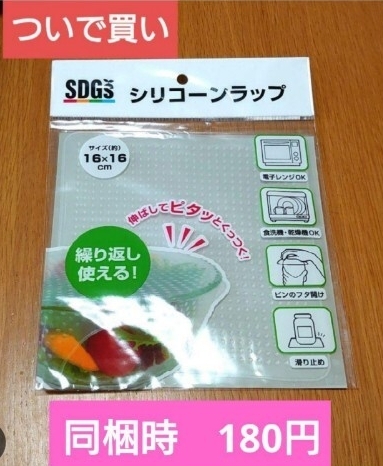 ついで買い
SDGs シリコーンラップ
サイズ(約)
16×16
cm
電子レンジOK
伸ばしてピタッとくっつく!
食洗機・乾燥機OK
繰り返し
使える!
ビンのフタ開け
滑り止め
同梱時 180円